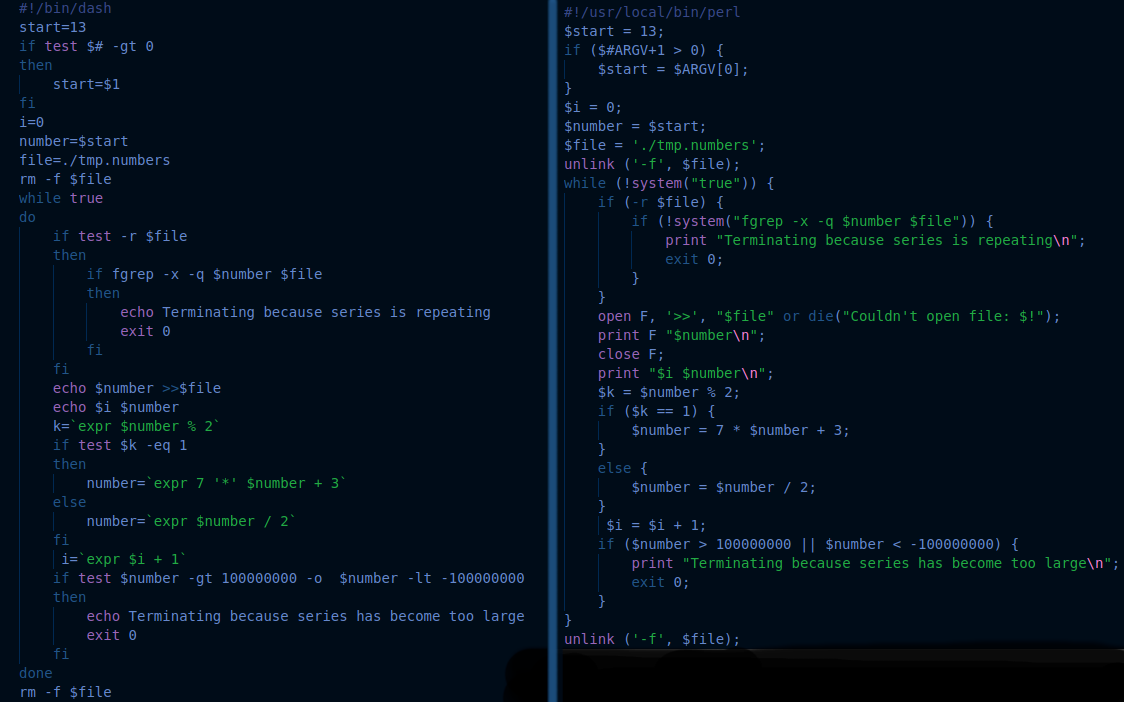 #!/bin/dash
start=13
if test $# -gt 0
then
    start=$1
fi
i=0
number=$start
file=./tmp.numbers
rm -f $file
while true
do
    if test -r $file
    then
        if fgrep -x -q $number $file
        then
            echo Terminating because series is repeating
            exit 0
        fi
    fi
    echo $number >>$file
    echo $i $number
    k=`expr $number % 2`
    if test $k -eq 1
    then
        number=`expr 7 '*' $number + 3`
    else
        number=`expr $number / 2`
    fi
     i=`expr $i + 1`
    if test $number -gt 100000000 -o  $number -lt -100000000
    then
        echo Terminating because series has become too large
        exit 0
    fi
done
rm -f $file
#!/usr/local/bin/perl
$start = 13;
if ($#ARGV+1 > 0) {
    $start = $ARGV[0];
}
$i = 0;
$number = $start;
$file = './tmp.numbers';
unlink ('-f', $file);
while (!system("true")) {
    if (-r $file) {
        if (!system("fgrep -x -q $number $file")) {
            print "Terminating because series is repeating\n";
            exit 0;
        }
    }
    open F, '>>', "$file" or die("Couldn't open file: $!");
    print F "$number\n";
    close F;
    print "$i $number\n";
    $k = $number % 2;
    if ($k == 1) {
        $number = 7 * $number + 3;
    }
    else {
        $number = $number / 2;
    }
     $i = $i + 1;
    if ($number > 100000000 || $number < -100000000) {
        print "Terminating because series has become too large\n";
        exit 0;
    }
}
unlink ('-f', $file);